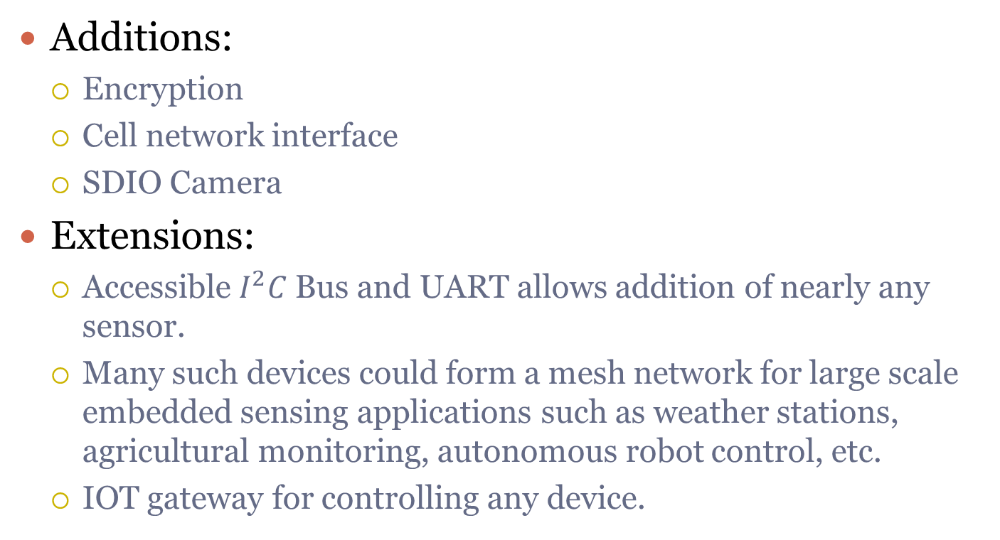 • Additions:
○ Encryption
○ Cell network interface
○ SDIO Camera
• Extensions:
○ Accessible I²C Bus and UART allows addition of nearly any
sensor.
○ Many such devices could form a mesh network for large scale
embedded sensing applications such as weather stations,
agricultural monitoring, autonomous robot control, etc.
○ IOT gateway for controlling any device.